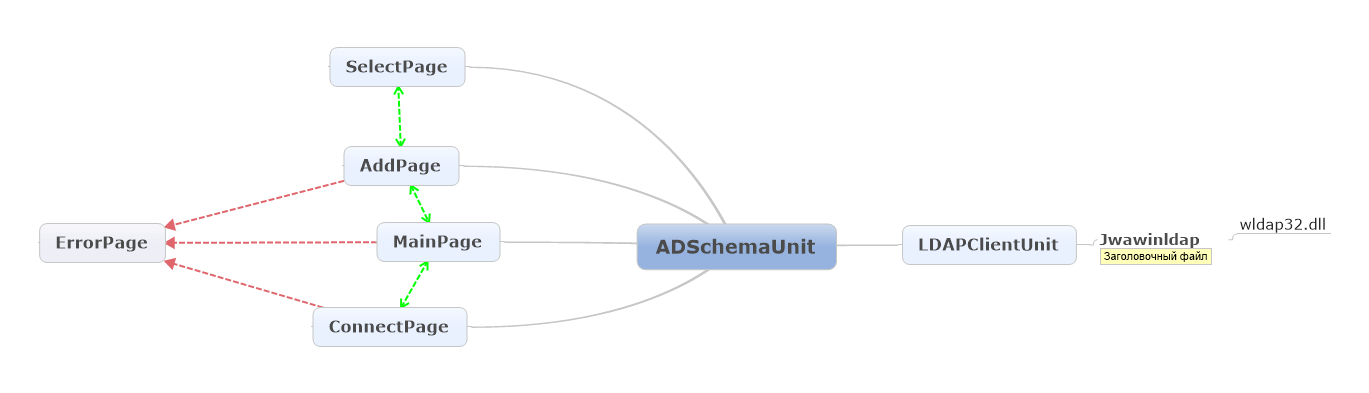 SelectPage
AddPage
ErrorPage
MainPage
ConnectPage
ADSchemaUnit
LDAPClientUnit
Jwawinldap
Заголовочный файл
wldap32.dll